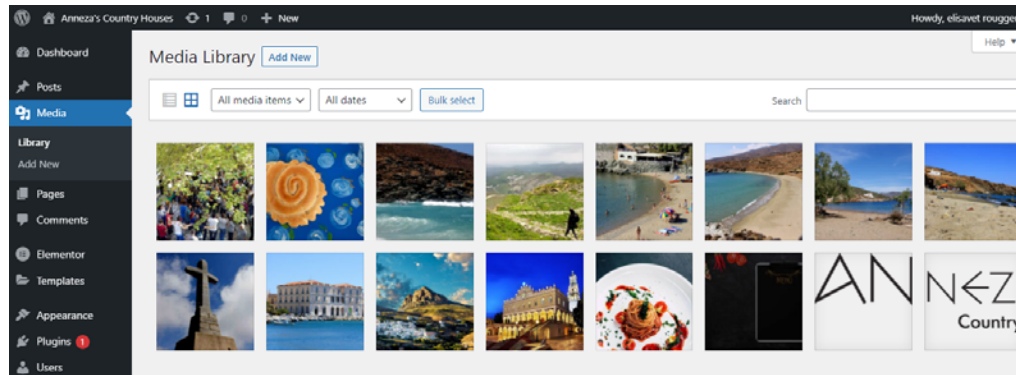 Anneza's Country Houses 1 0 + New Howdy, elisavet rougger
Help
Dashboard
Posts
Media
Library
Add New
Pages
Comments
Elementor
Templates
Appearance
Plugins 1
Users
Media Library Add New
All media items All dates Bulk select Search
AN
NEZ
Country